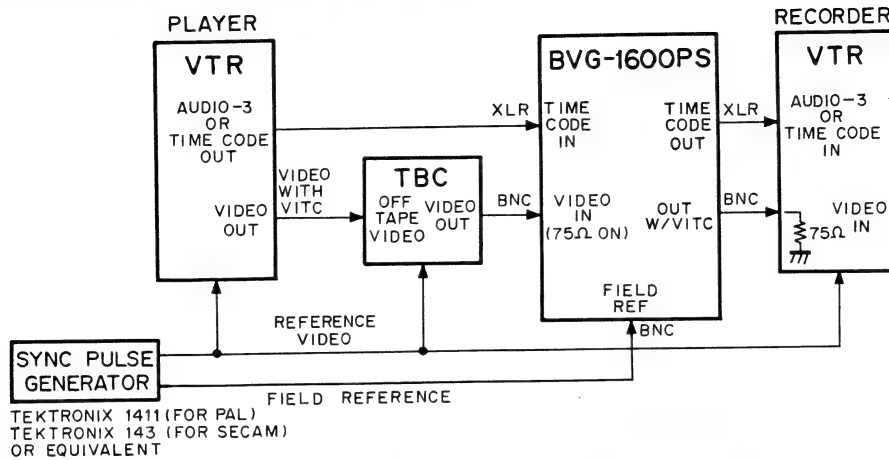 PLAYER
VTR
AUDIO-3
OR
TIME CODE
OUT
VIDEO
OUT
VIDEO
WITH
VITC
TBC
OFF
TAPE
VIDEO
VIDEO
OUT
XLR
BNC
BVG-1600PS
TIME
CODE
IN
TIME
CODE
OUT
VIDEO
IN
(75Ω ON)
OUT
W/VITC
FIELD
REF
BNC
XLR
BNC
RECORDER
VTR
AUDIO-3
OR
TIME CODE
IN
VIDEO
IN
75Ω
REFERENCE
VIDEO
SYNC PULSE
GENERATOR
FIELD REFERENCE
TEKTRONIX 1411 (FOR PAL)
TEKTRONIX 143 (FOR SECAM)
OR EQUIVALENT